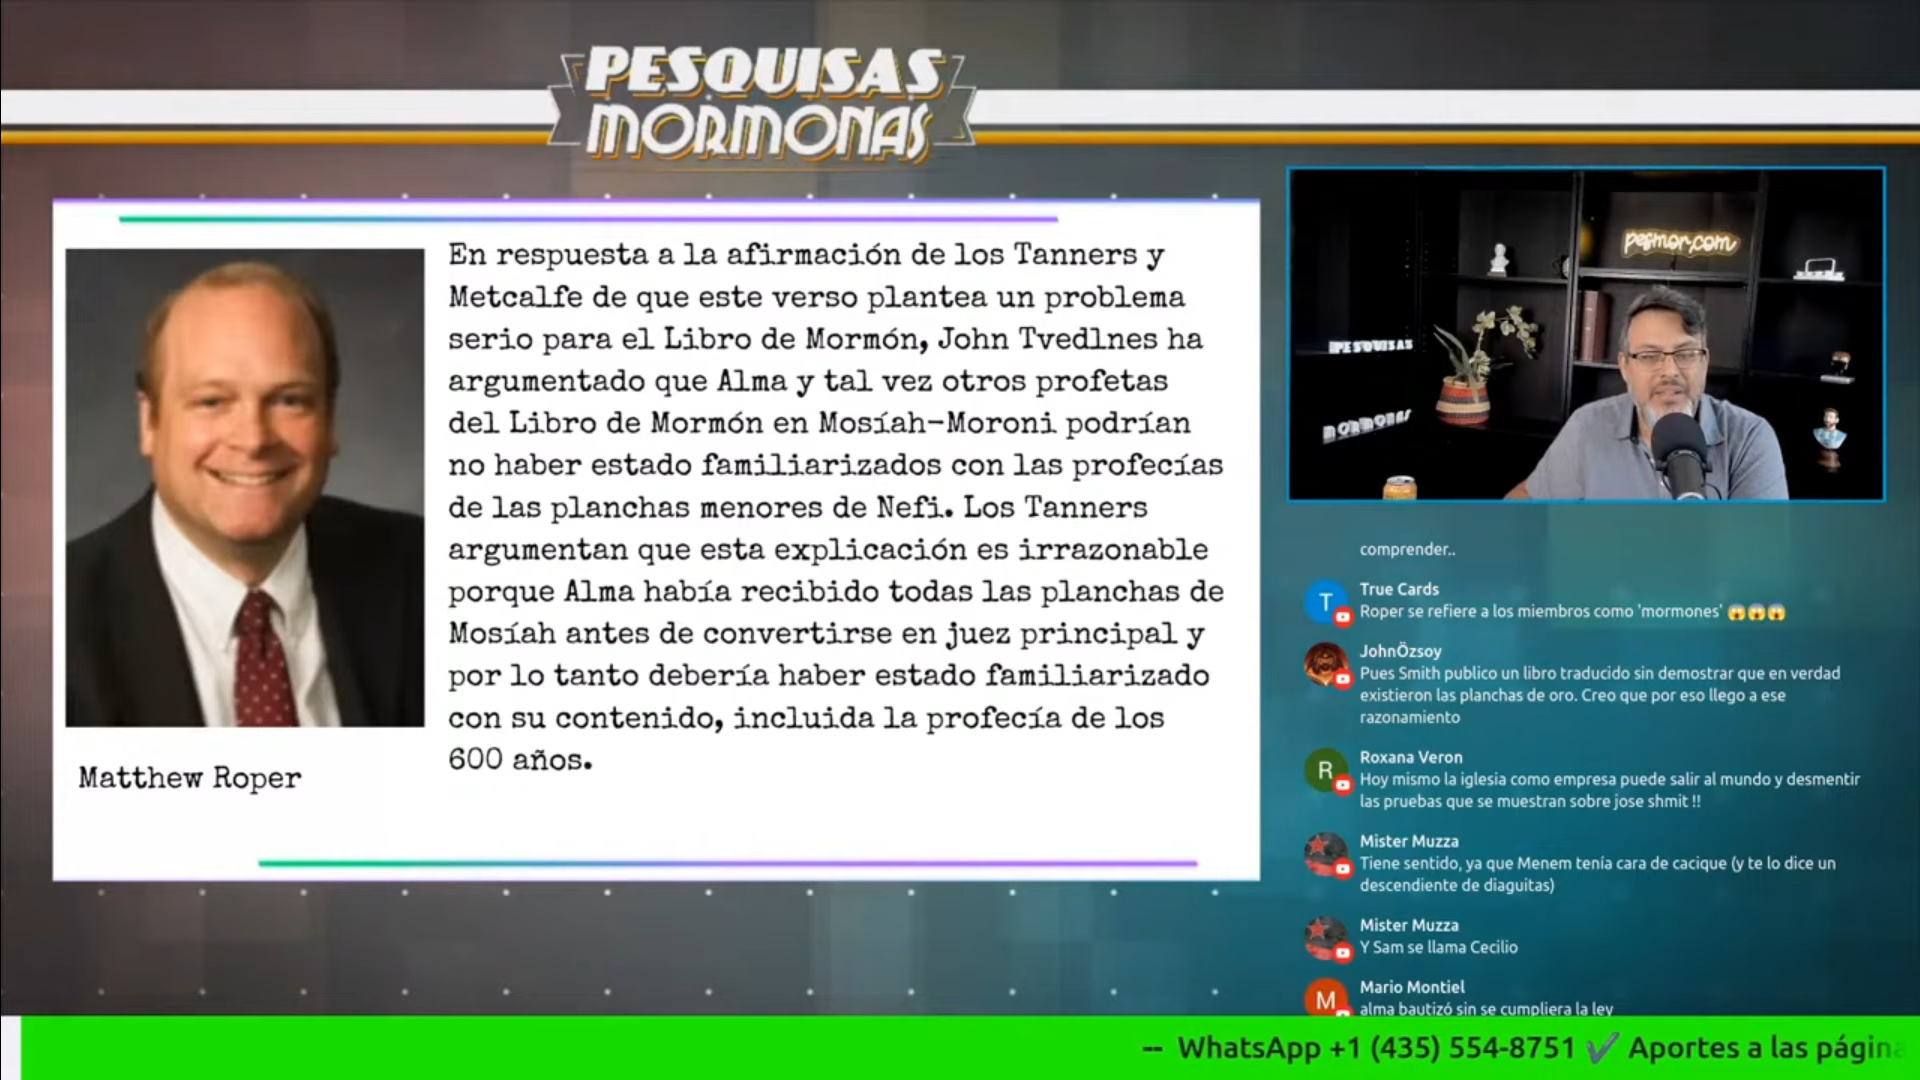 PESQUISAS
MORMONAS
En respuesta a la afirmación de los Tanners y
Metcalfe de que este verso plantea un problema
serio para el Libro de Mormón, John Tvedlnes ha
argumentado que Alma y tal vez otros profetas
del Libro de Mormón en Mosíah-Moroni podrían
no haber estado familiarizados con las profecías
de las planchas menores de Nefi. Los Tanners
argumentan que esta explicación es irrazonable
porque Alma había recibido todas las planchas de
Mosíah antes de convertirse en juez principal y
por lo tanto debería haber estado familiarizado
con su contenido, incluida la profecía de los
600 años.
Matthew Roper
pesmor.com
PESQUISAS
MORMONAS
comprender..
T
True Cards
Roper se refiere a los miembros como 'mormones' 😱😱😱
JohnÖzsoy
Pues Smith publico un libro traducido sin demostrar que en verdad
existieron las planchas de oro. Creo que por eso llego a ese
razonamiento
R
Roxana Veron
Hoy mismo la iglesia como empresa puede salir al mundo y desmentir
las pruebas que se muestran sobre jose shmit !!
Mister Muzza
Tiene sentido, ya que Menem tenía cara de cacique (y te lo dice un
descendiente de diaguitas)
Mister Muzza
Y Sam se llama Cecilio
M
Mario Montiel
alma bautizó sin se cumpliera la ley
-- WhatsApp +1 (435) 554-8751 ✔ Aportes a las página